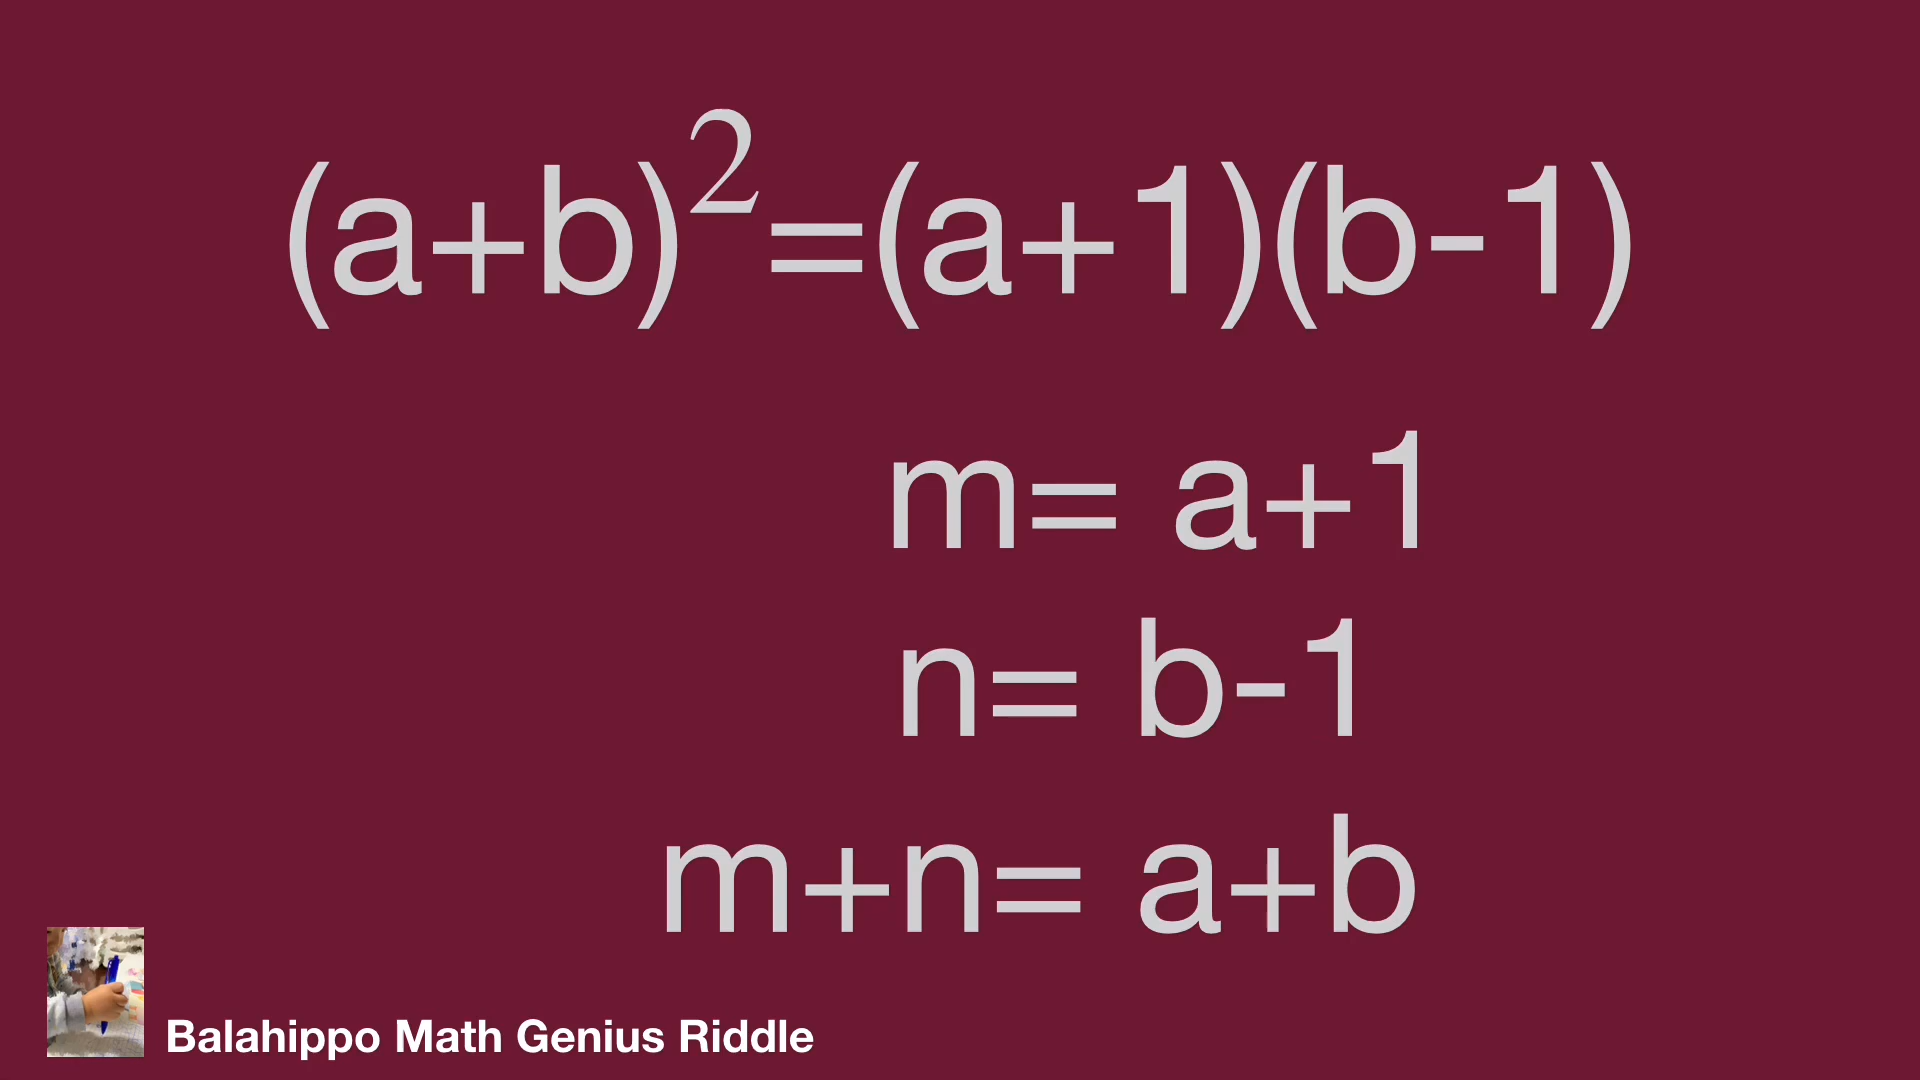 (a+b)²=(a+1)(b-1)
m= a+1
n= b-1
m+n= a+b
Balahippo Math Genius Riddle